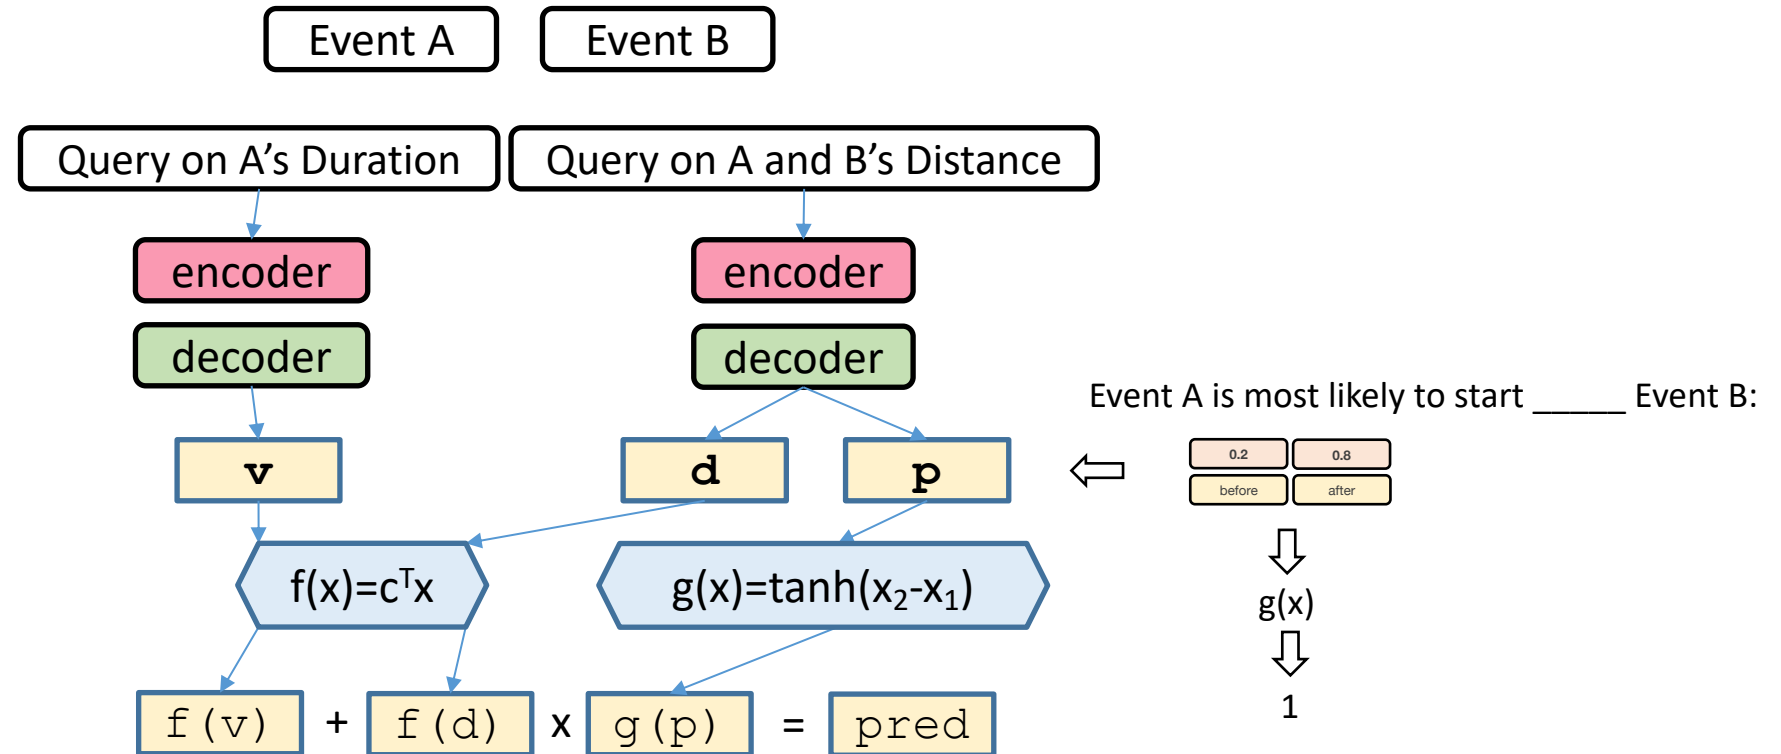 Event A
Event B
Query on A's Duration
Query on A and B's Distance
encoder
encoder
decoder
decoder
Event A is most likely to start _____ Event B:
v
d
p
0.2
0.8
before
after
f(x)=cᵀx
g(x)=tanh(x₂-x₁)
g(x)
1
f(v) + f(d) x g(p) = pred